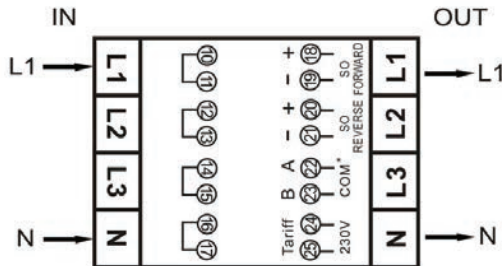 IN
OUT
L1
L1
L2
L3
N
N
10
11
12
13
14
15
16
17
+ 18
- 19
SO FORWARD
+ 20
- 21
SO REVERSE
A 22
B 23
COM*
Tariff
24
25
230V
L1
L2
L3
N
L1
N